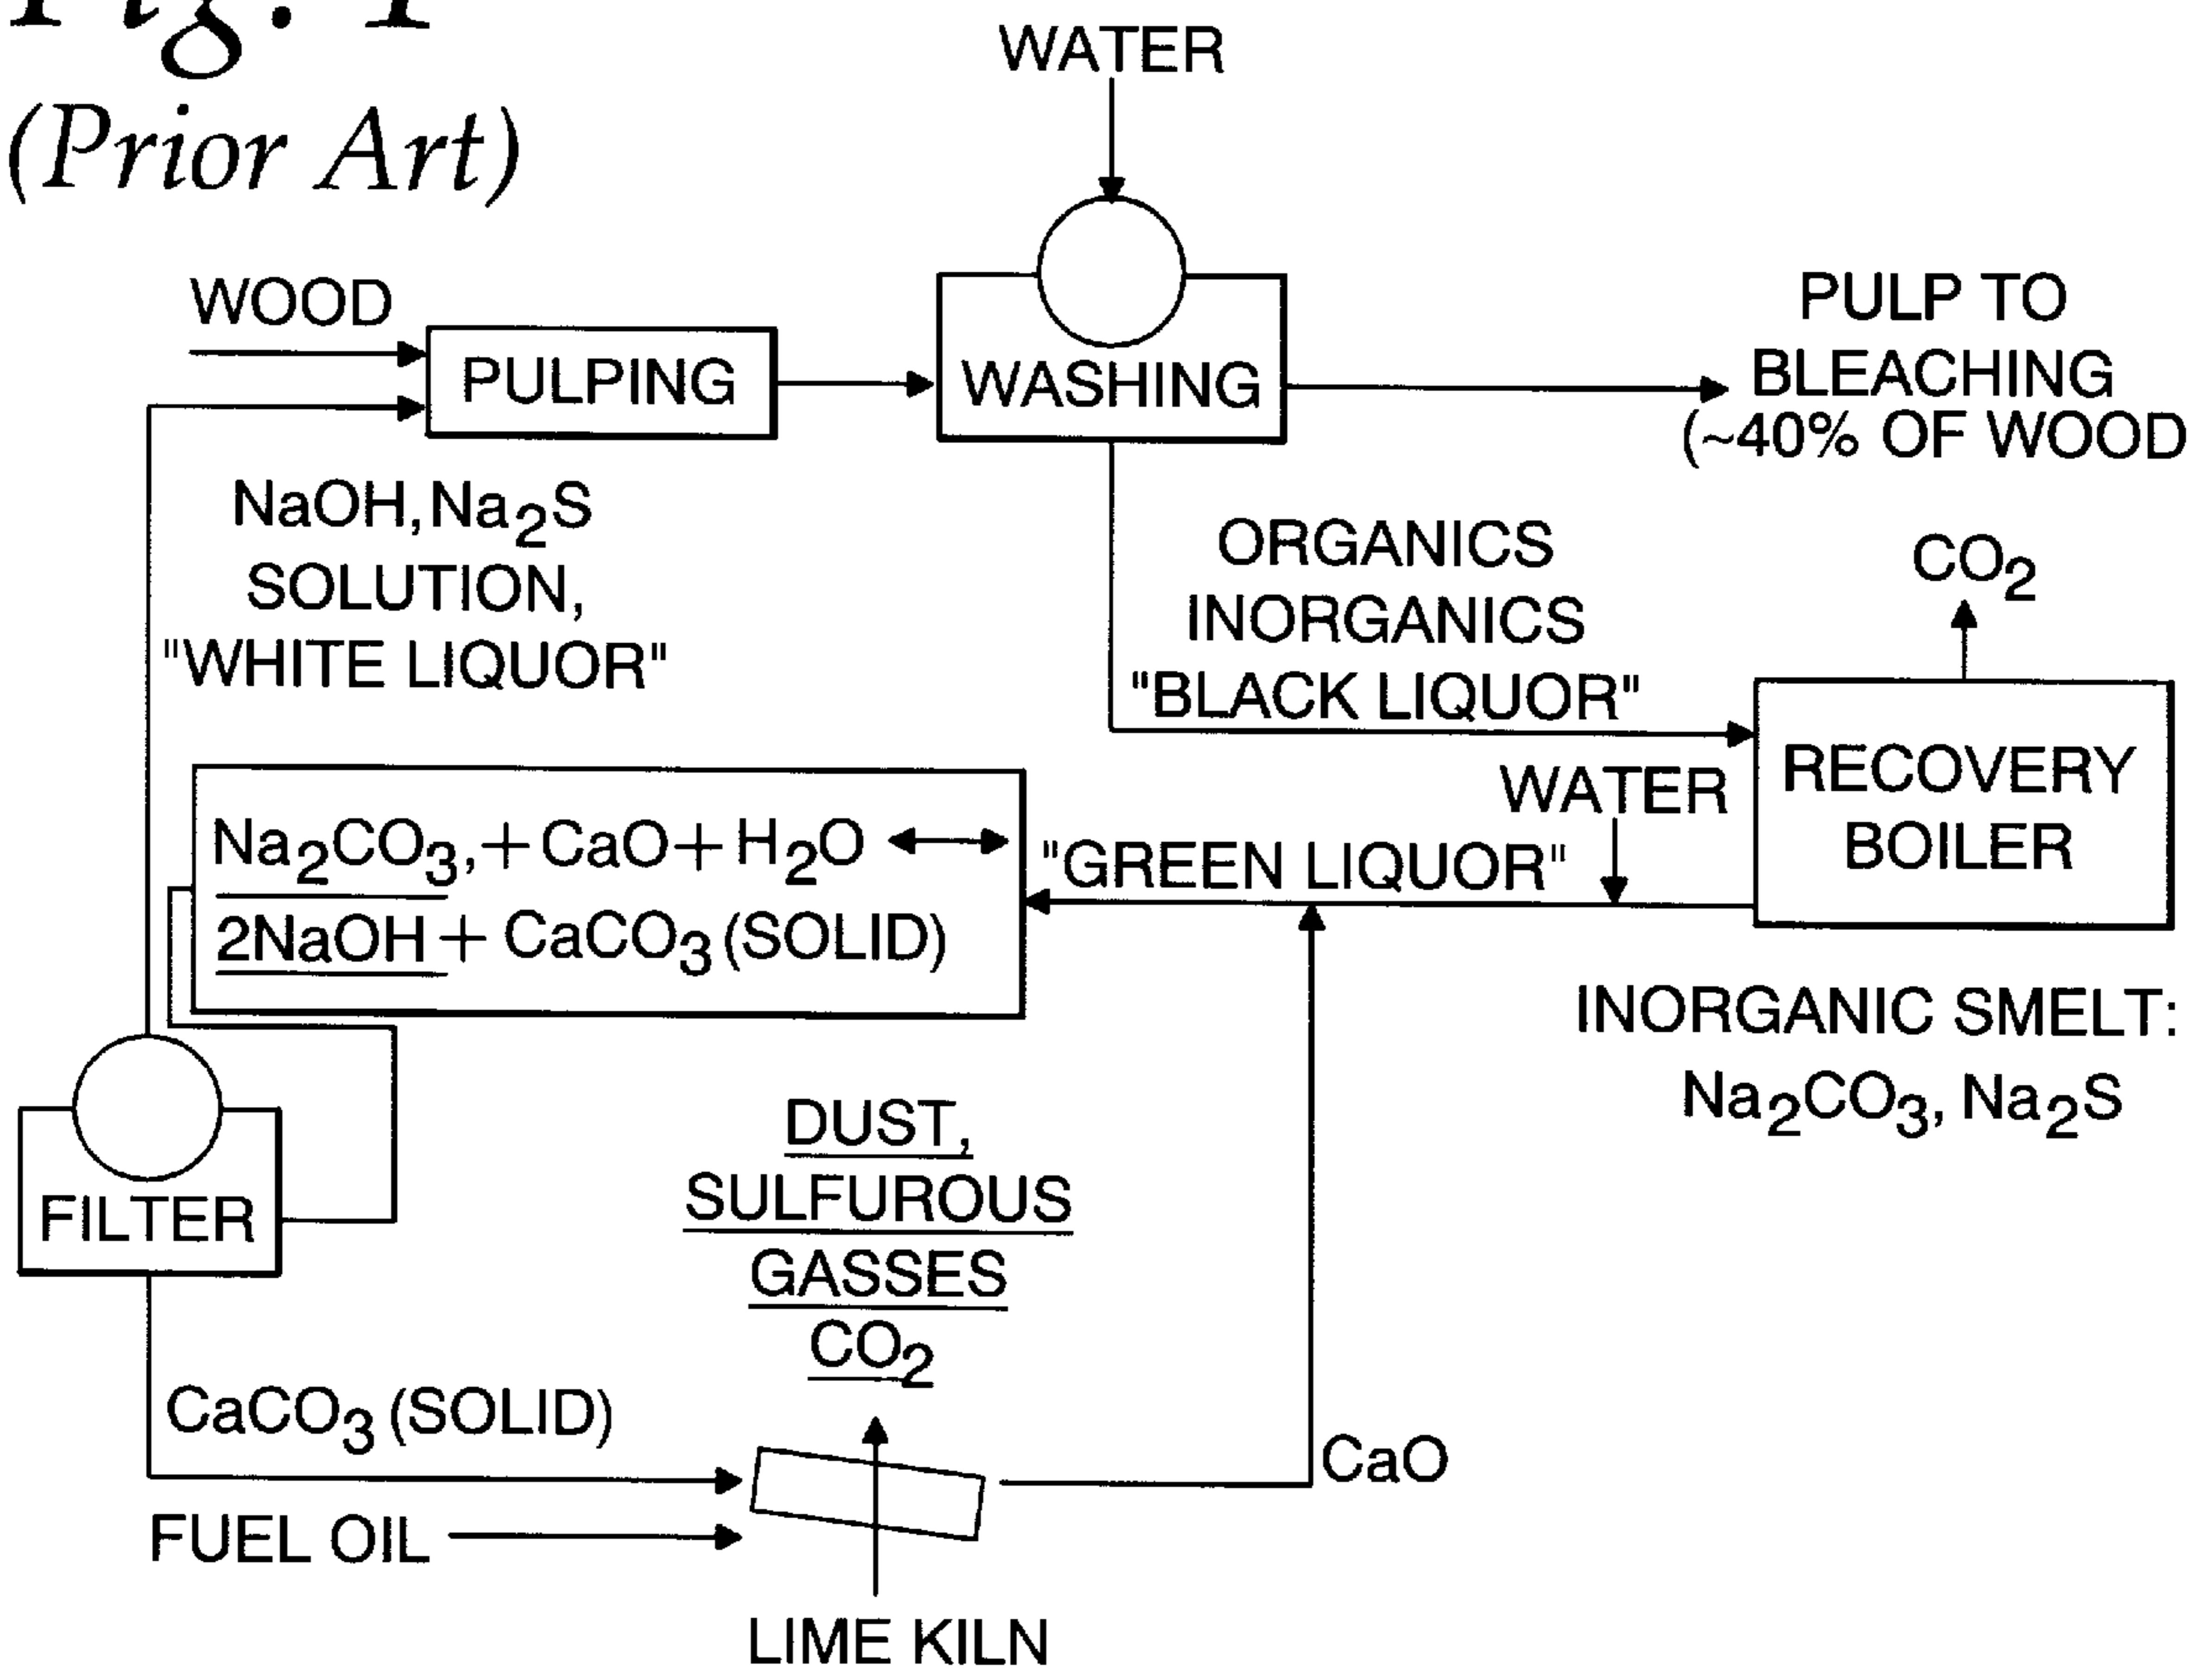 Fig. 1
(Prior Art)
WATER
WOOD
PULPING
WASHING
PULP TO
BLEACHING
(~40% OF WOOD
NaOH, Na2S
SOLUTION,
"WHITE LIQUOR"
ORGANICS
INORGANICS
"BLACK LIQUOR"
CO2
RECOVERY
BOILER
WATER
"GREEN LIQUOR"
Na2CO3, + CaO + H2O ↔
2NaOH + CaCO3 (SOLID)
INORGANIC SMELT:
Na2CO3, Na2S
FILTER
DUST,
SULFUROUS
GASSES
CO2
CaCO3 (SOLID)
FUEL OIL
CaO
LIME KILN